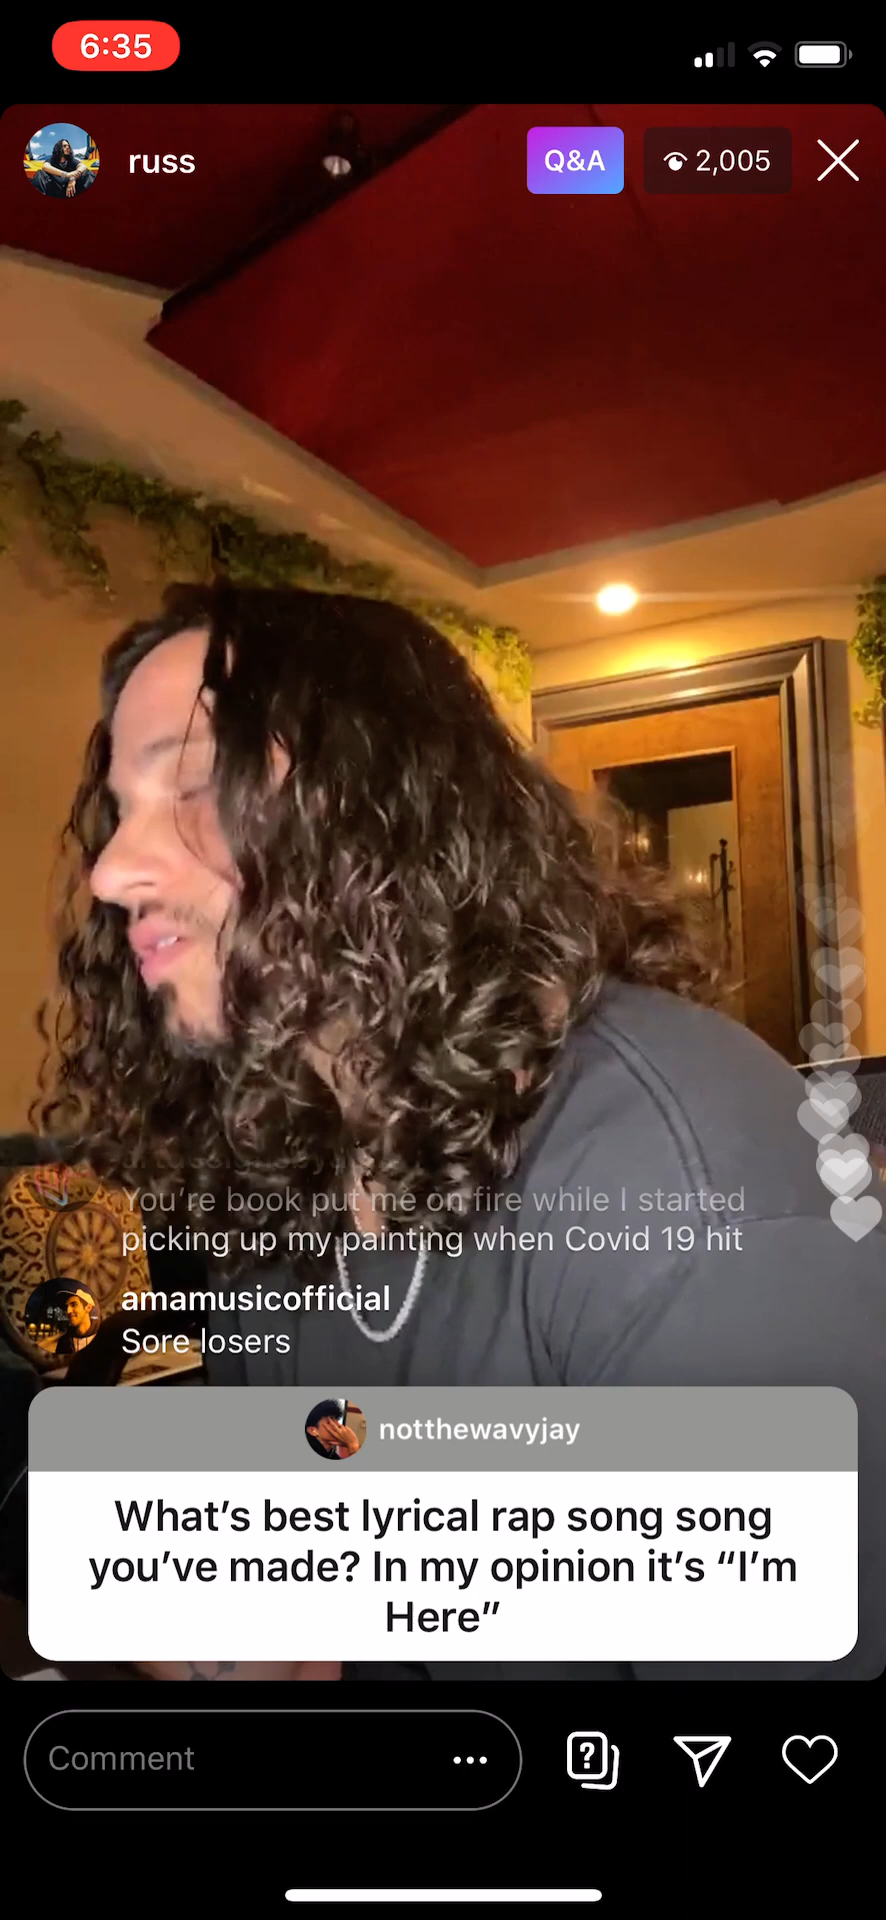 6:35
russ
Q&A
2,005
You're book put me on fire while I started
picking up my painting when Covid 19 hit
amamusicofficial
Sore losers
notthewavyjay
What's best lyrical rap song song
you've made? In my opinion it's “I'm
Here”
Comment